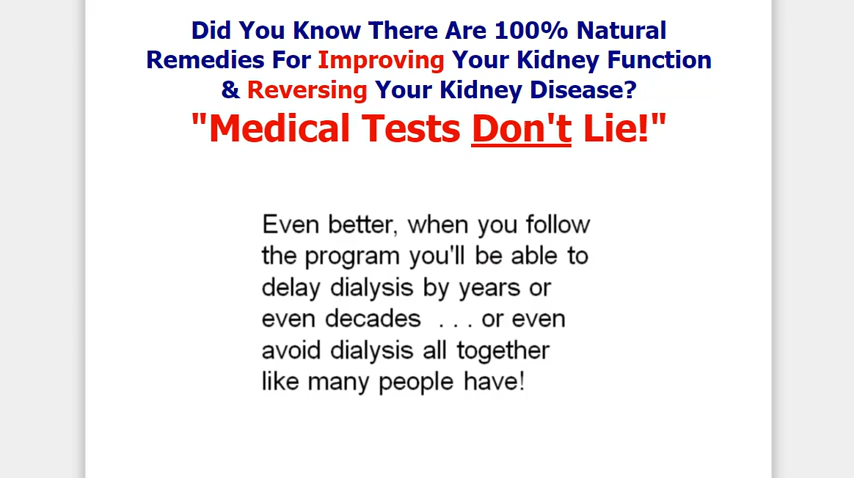 Did You Know There Are 100% Natural
Remedies For Improving Your Kidney Function
& Reversing Your Kidney Disease?
"Medical Tests Don't Lie!"
Even better, when you follow
the program you'll be able to
delay dialysis by years or
even decades . . . or even
avoid dialysis all together
like many people have!